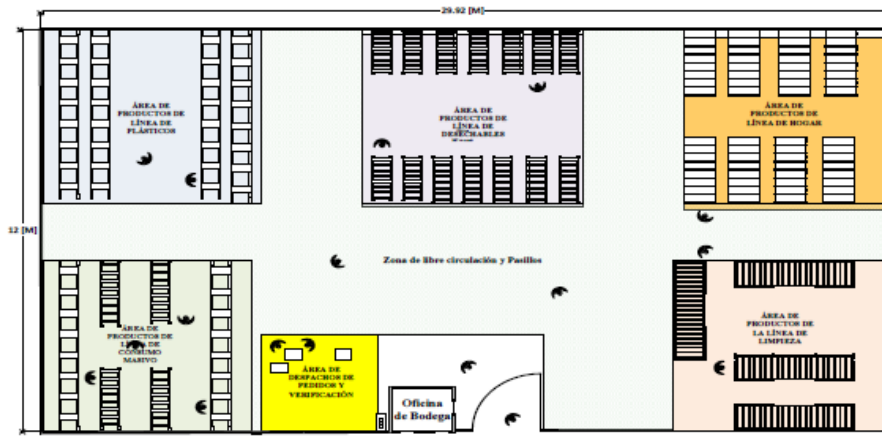 29.92 [M]
12 [M]
ÁREA DE
PRODUCTOS DE
LÍNEA DE
PLÁSTICOS
ÁREA DE
PRODUCTOS DE
LÍNEA DE
DESECHABLES
ÁREA DE
PRODUCTOS DE
LÍNEA DE HOGAR
Zona de libre circulación y Pasillos
ÁREA DE
PRODUCTOS DE
DE
CONSUMO
MASIVO
ÁREA DE
DESPACHOS DE
PEDIDOS Y
VERIFICACIÓN
Oficina
de Bodega
ÁREA DE
PRODUCTOS DE
LA LÍNEA DE
LIMPIEZA